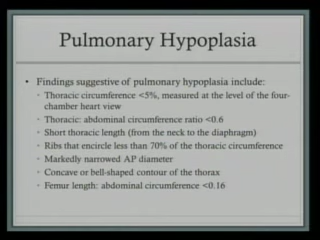 Pulmonary Hypoplasia
• Findings suggestive of pulmonary hypoplasia include:
• Thoracic circumference <5%, measured at the level of the four-
chamber heart view
• Thoracic: abdominal circumference ratio <0.6
• Short thoracic length (from the neck to the diaphragm)
• Ribs that encircle less than 70% of the thoracic circumference
• Markedly narrowed AP diameter
• Concave or bell-shaped contour of the thorax
• Femur length: abdominal circumference <0.16